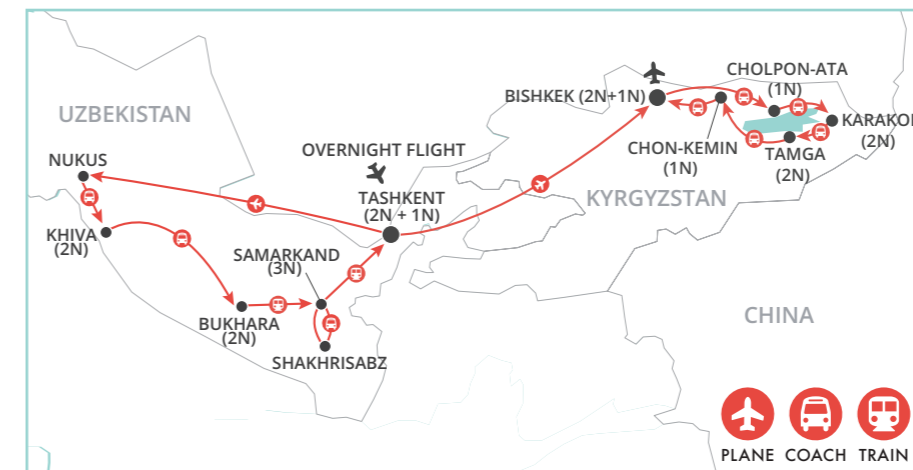 UZBEKISTAN
NUKUS
KHIVA
(2N)
BUKHARA
(2N)
SAMARKAND
(3N)
SHAKHRISABZ
OVERNIGHT FLIGHT
TASHKENT
(2N + 1N)
BISHKEK (2N+1N)
CHOLPON-ATA
(1N)
KARAKOL
(2N)
CHON-KEMIN
(1N)
TAMGA
(2N)
KYRGYZSTAN
CHINA
PLANE COACH TRAIN